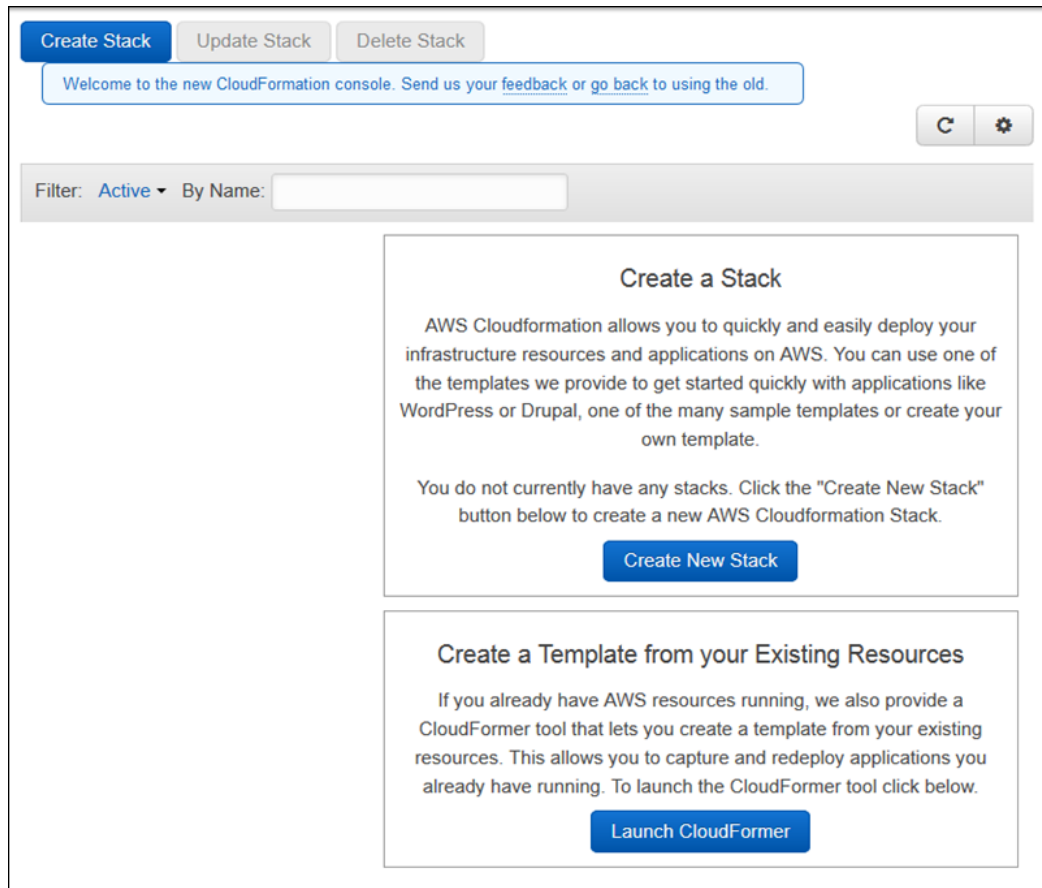 Create Stack Update Stack Delete Stack
Welcome to the new CloudFormation console. Send us your feedback or go back to using the old.
Filter: Active By Name:
Create a Stack
AWS Cloudformation allows you to quickly and easily deploy your
infrastructure resources and applications on AWS. You can use one of
the templates we provide to get started quickly with applications like
WordPress or Drupal, one of the many sample templates or create your
own template.
You do not currently have any stacks. Click the "Create New Stack"
button below to create a new AWS Cloudformation Stack.
Create New Stack
Create a Template from your Existing Resources
If you already have AWS resources running, we also provide a
CloudFormer tool that lets you create a template from your existing
resources. This allows you to capture and redeploy applications you
already have running. To launch the CloudFormer tool click below.
Launch CloudFormer